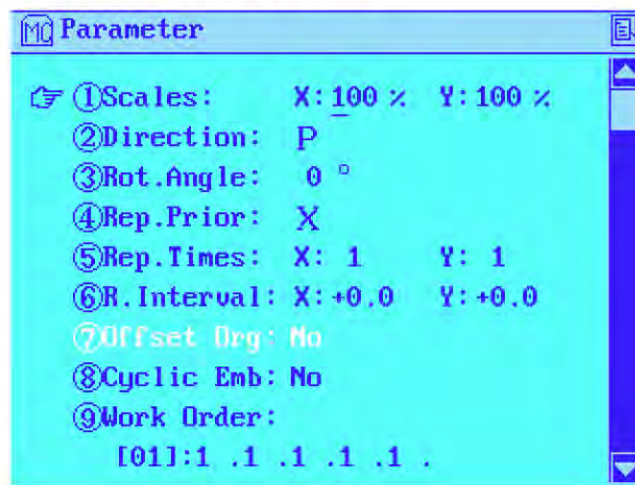 MC Parameter
①Scales: X:100 % Y:100 %
②Direction: P
③Rot.Angle: 0 °
④Rep.Prior: X
⑤Rep.Times: X: 1 Y: 1
⑥R.Interval: X:+0.0 Y:+0.0
⑦Offset Org: No
⑧Cyclic Emb: No
⑨Work Order:
[01]:1 .1 .1 .1 .1 .